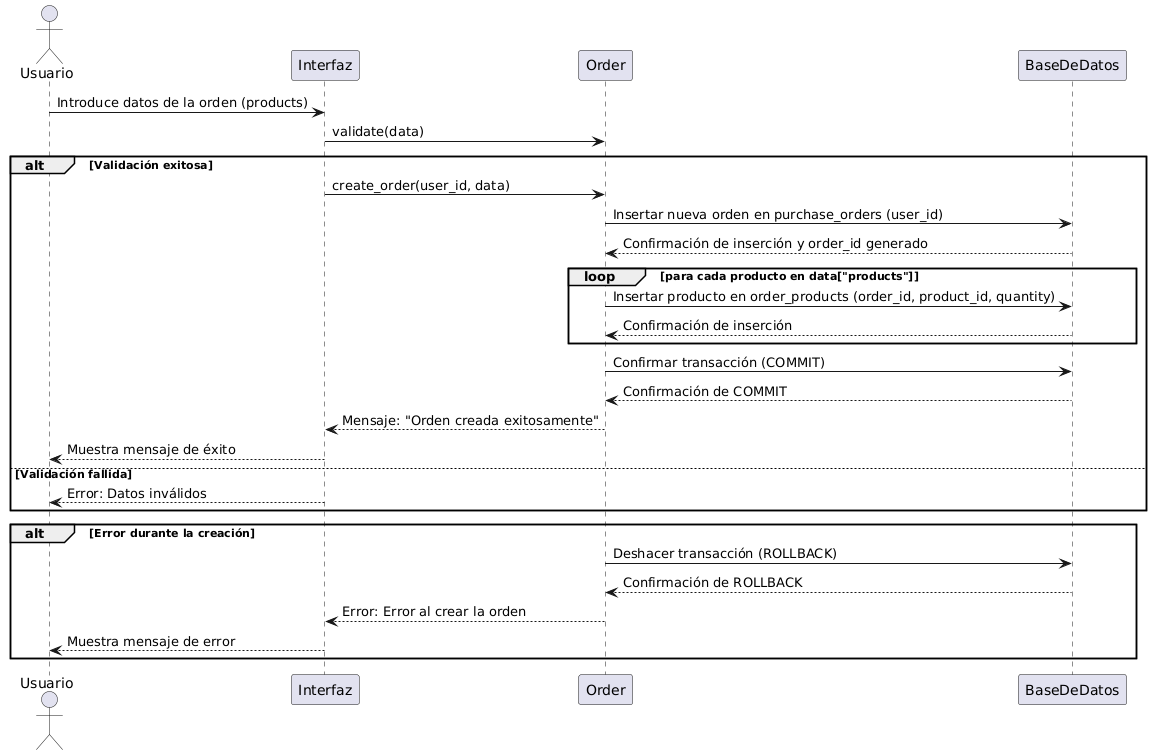 Usuario
Interfaz
Order
BaseDeDatos
Introduce datos de la orden (products)
validate(data)
alt [Validación exitosa]
create_order(user_id, data)
Insertar nueva orden en purchase_orders (user_id)
Confirmación de inserción y order_id generado
loop [para cada producto en data["products"]]
Insertar producto en order_products (order_id, product_id, quantity)
Confirmación de inserción
Confirmar transacción (COMMIT)
Confirmación de COMMIT
Mensaje: "Orden creada exitosamente"
Muestra mensaje de éxito
[Validación fallida]
Error: Datos inválidos
alt [Error durante la creación]
Deshacer transacción (ROLLBACK)
Confirmación de ROLLBACK
Error: Error al crear la orden
Muestra mensaje de error
Usuario
Interfaz
Order
BaseDeDatos